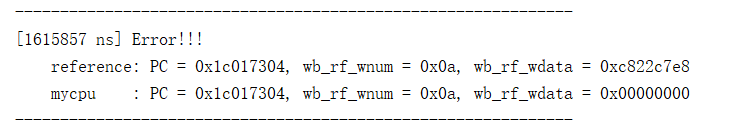 --------------------------------------------------------------
[1615857 ns] Error!!!
    reference: PC = 0x1c017304, wb_rf_wnum = 0x0a, wb_rf_wdata = 0xc822c7e8
    mycpu    : PC = 0x1c017304, wb_rf_wnum = 0x0a, wb_rf_wdata = 0x00000000
--------------------------------------------------------------